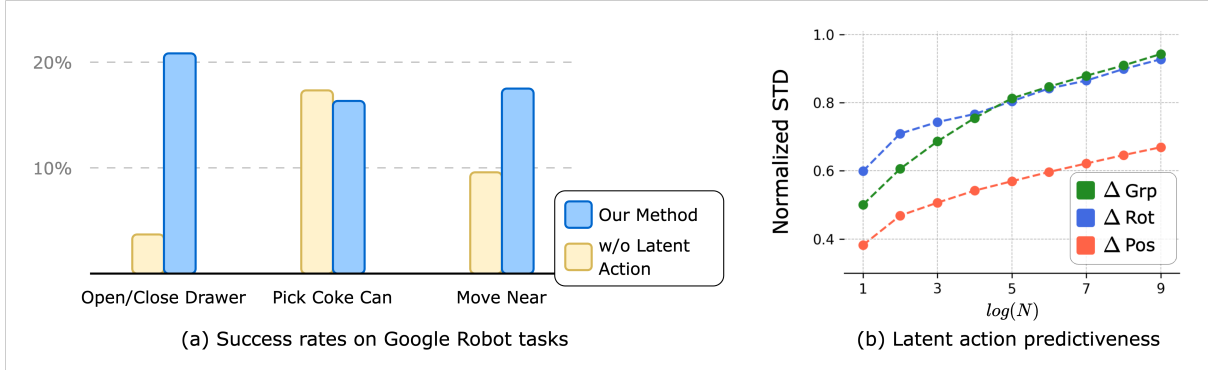 20%
10%
Open/Close Drawer
Pick Coke Can
Move Near
Our Method
w/o Latent
Action
(a) Success rates on Google Robot tasks
Normalized STD
1.0
0.8
0.6
0.4
1
3
5
7
9
log(N)
Δ Grp
Δ Rot
Δ Pos
(b) Latent action predictiveness